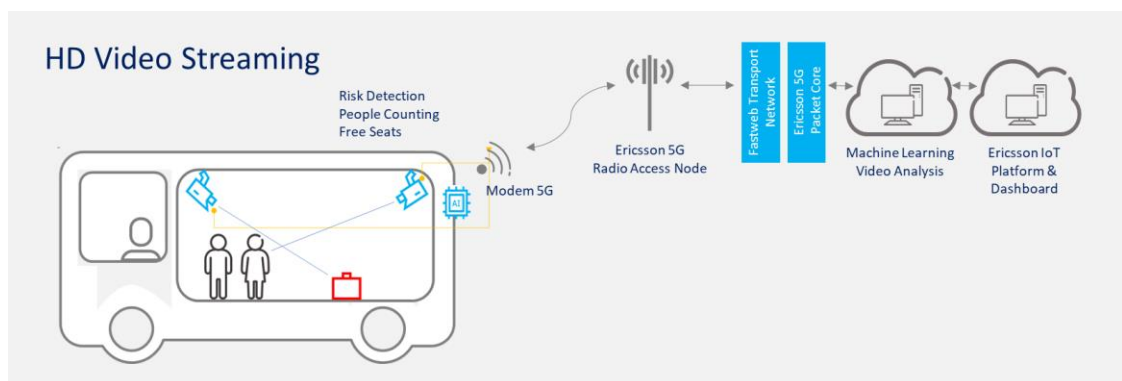 HD Video Streaming
Risk Detection
People Counting
Free Seats
Modem 5G
AI
Ericsson 5G
Radio Access Node
Fastweb Transport
Network
Ericsson 5G
Packet Core
Machine Learning
Video Analysis
Ericsson IoT
Platform &
Dashboard